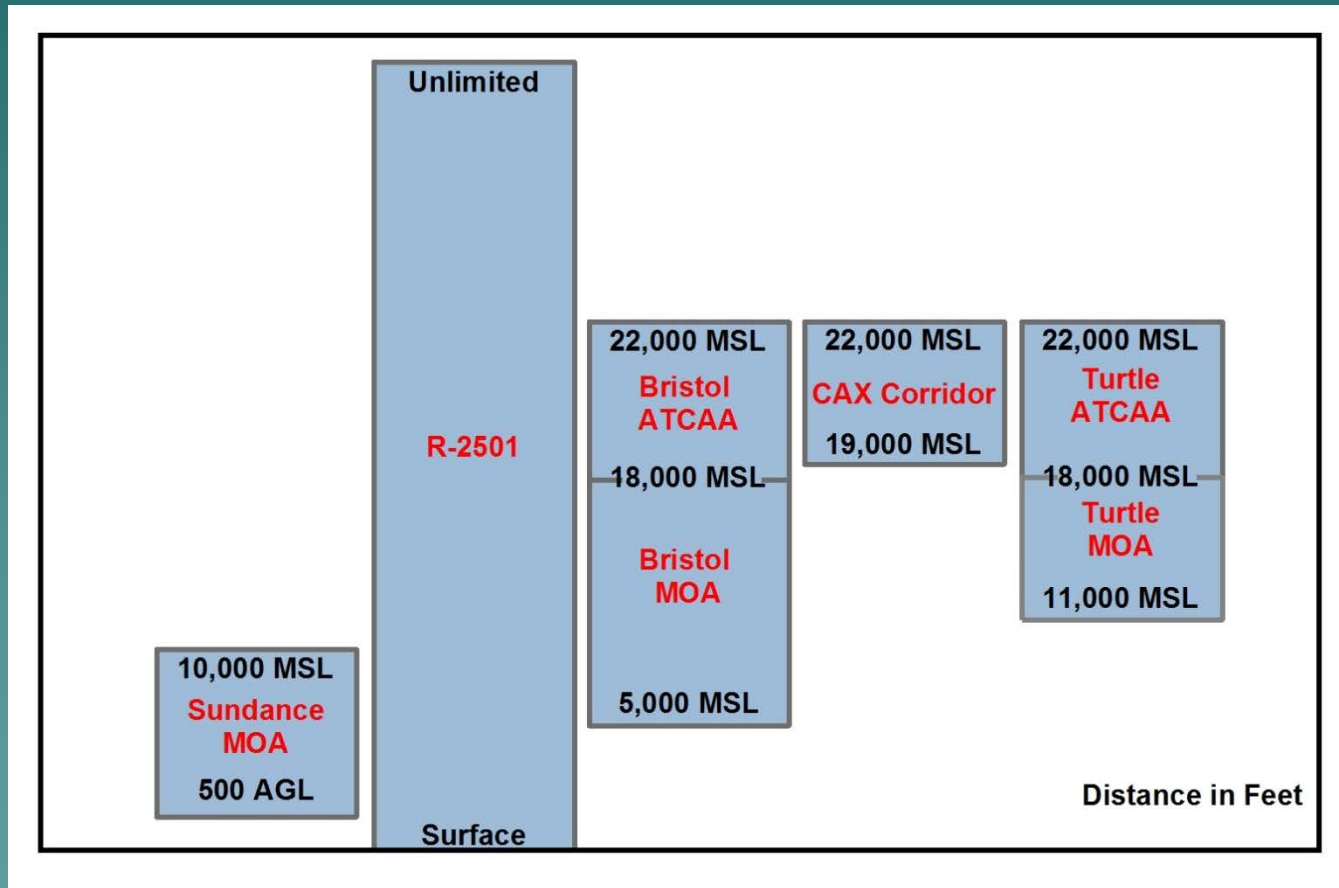 10,000 MSL
Sundance
MOA
500 AGL
Unlimited
R-2501
Surface
22,000 MSL
Bristol
ATCAA
18,000 MSL
Bristol
MOA
5,000 MSL
22,000 MSL
CAX Corridor
19,000 MSL
22,000 MSL
Turtle
ATCAA
18,000 MSL
Turtle
MOA
11,000 MSL
Distance in Feet